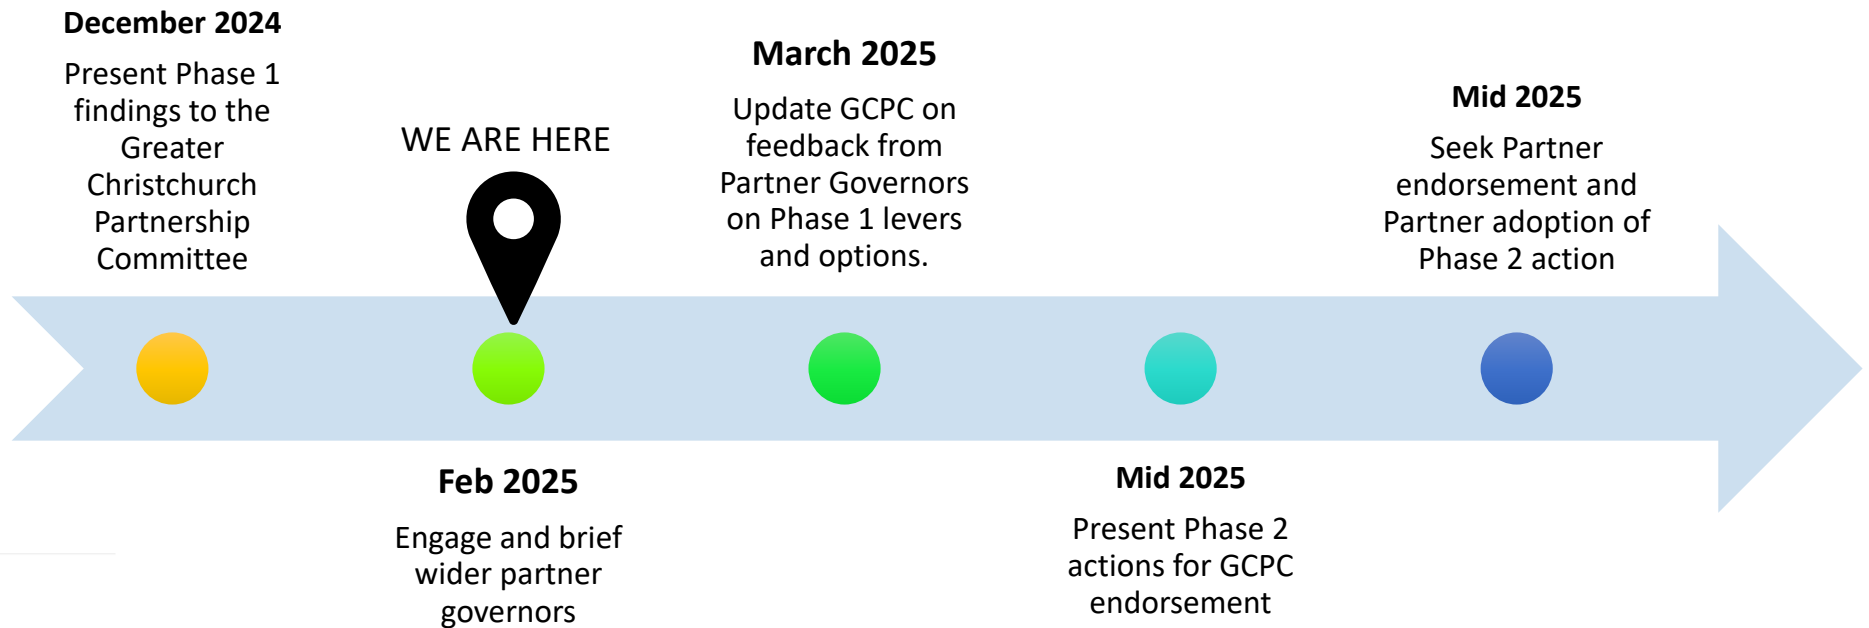 December 2024
Present Phase 1
findings to the
Greater
Christchurch
Partnership
Committee
WE ARE HERE
Feb 2025
Engage and brief
wider partner
governors
March 2025
Update GCPC on
feedback from
Partner Governors
on Phase 1 levers
and options.
Mid 2025
Present Phase 2
actions for GCPC
endorsement
Mid 2025
Seek Partner
endorsement and
Partner adoption of
Phase 2 action